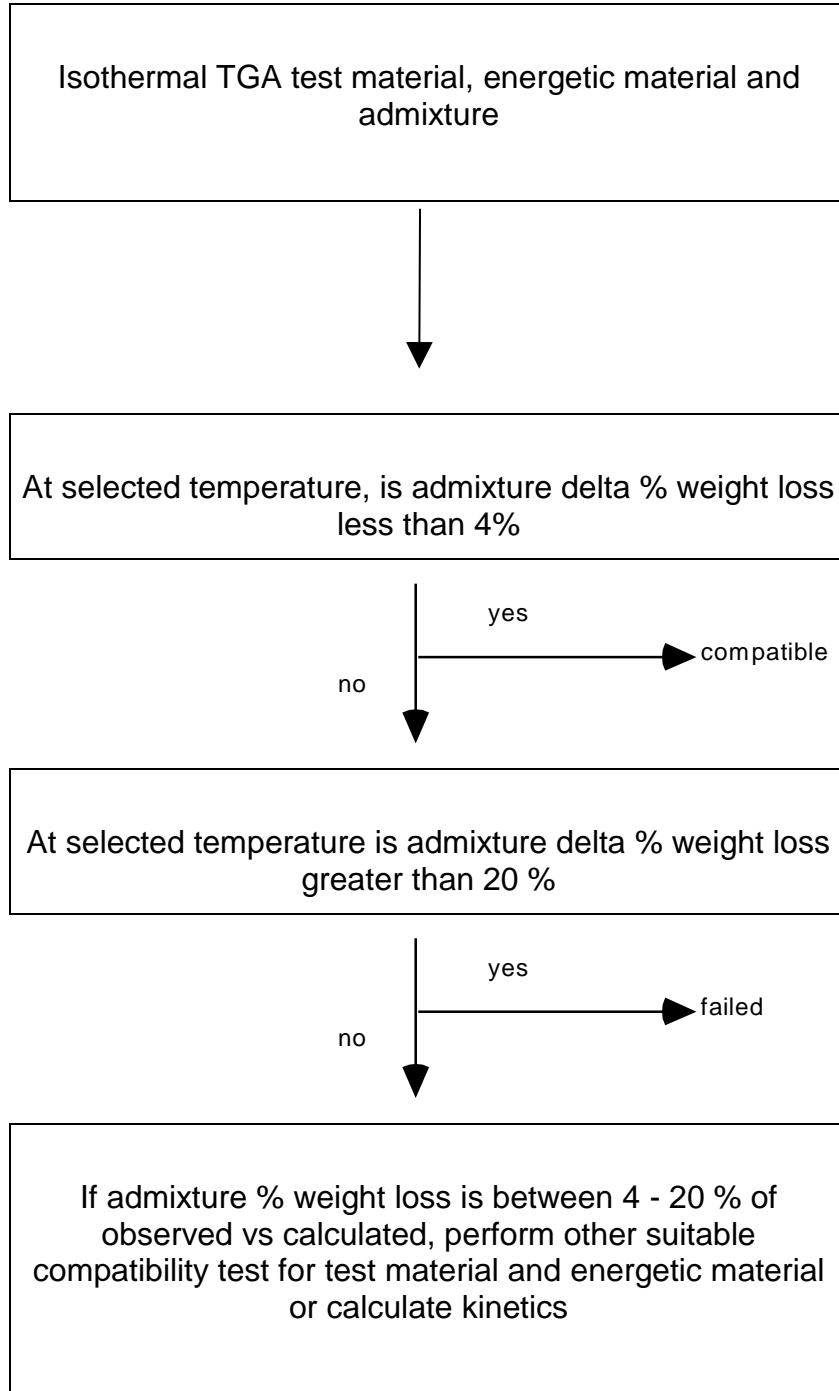 Isothermal TGA test material, energetic material and
admixture
At selected temperature, is admixture delta % weight loss
less than 4%
yes
compatible
no
At selected temperature is admixture delta % weight loss
greater than 20 %
yes
failed
no
If admixture % weight loss is between 4 - 20 % of
observed vs calculated, perform other suitable
compatibility test for test material and energetic material
or calculate kinetics